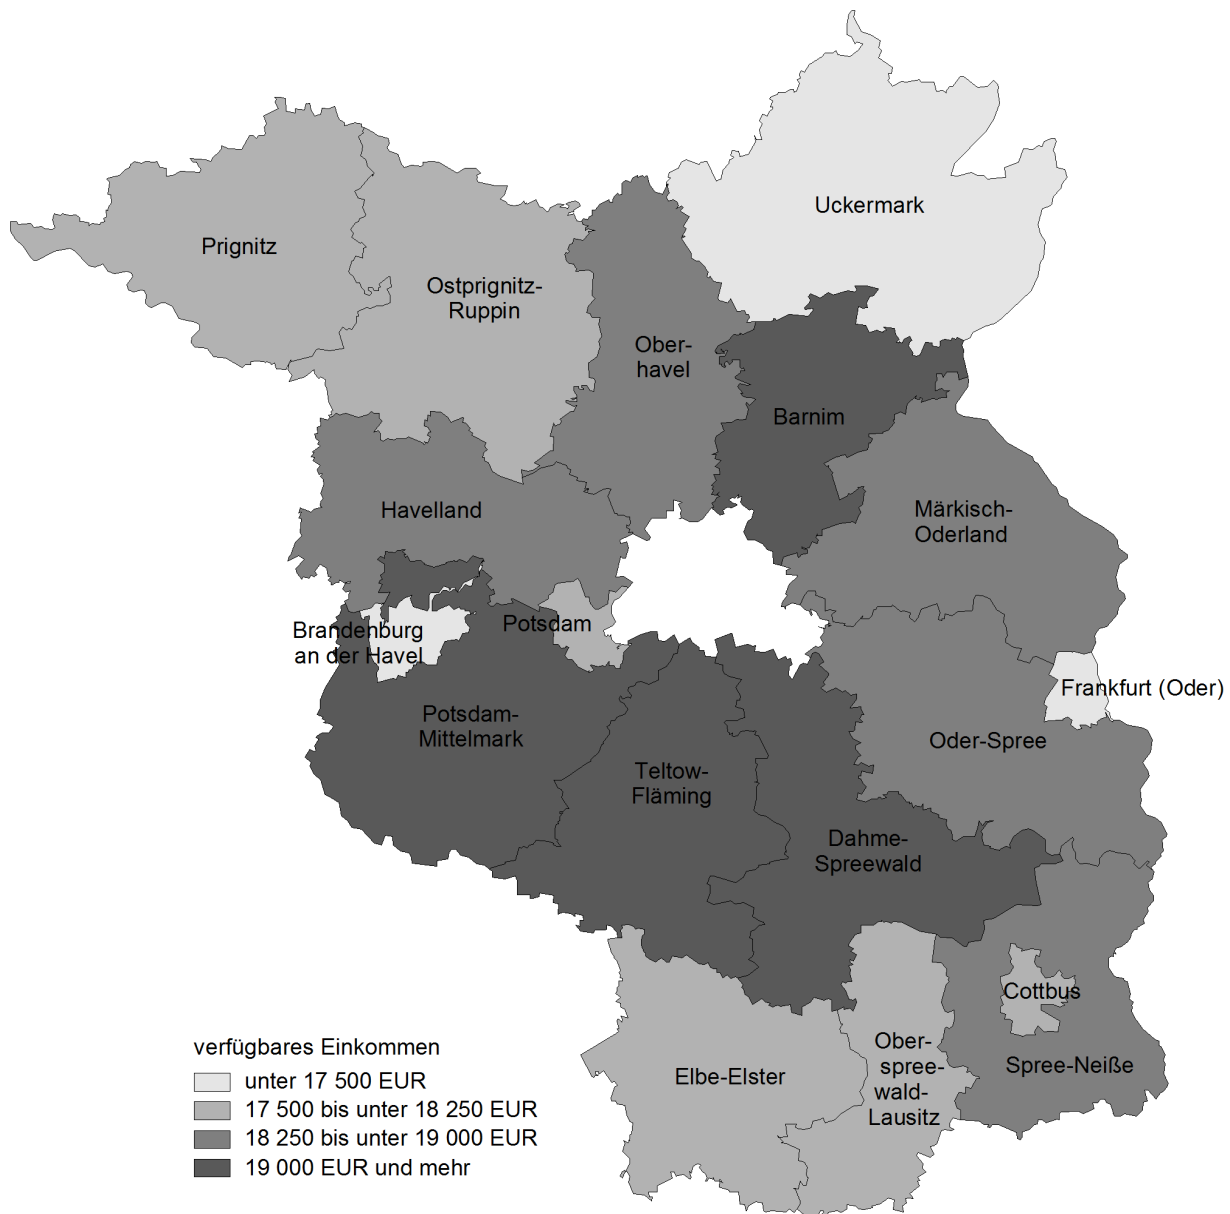 Uckermark
Prignitz
Ostprignitz-
Ruppin
Ober-
havel
Barnim
Havelland
Märkisch-
Oderland
Brandenburg
an der Havel
Potsdam
Frankfurt (Oder)
Potsdam-
Mittelmark
Oder-Spree
Teltow-
Fläming
Dahme-
Spreewald
Cottbus
Ober-
spree-
wald-
Lausitz
Spree-Neiße
Elbe-Elster
verfügbares Einkommen
unter 17 500 EUR
17 500 bis unter 18 250 EUR
18 250 bis unter 19 000 EUR
19 000 EUR und mehr